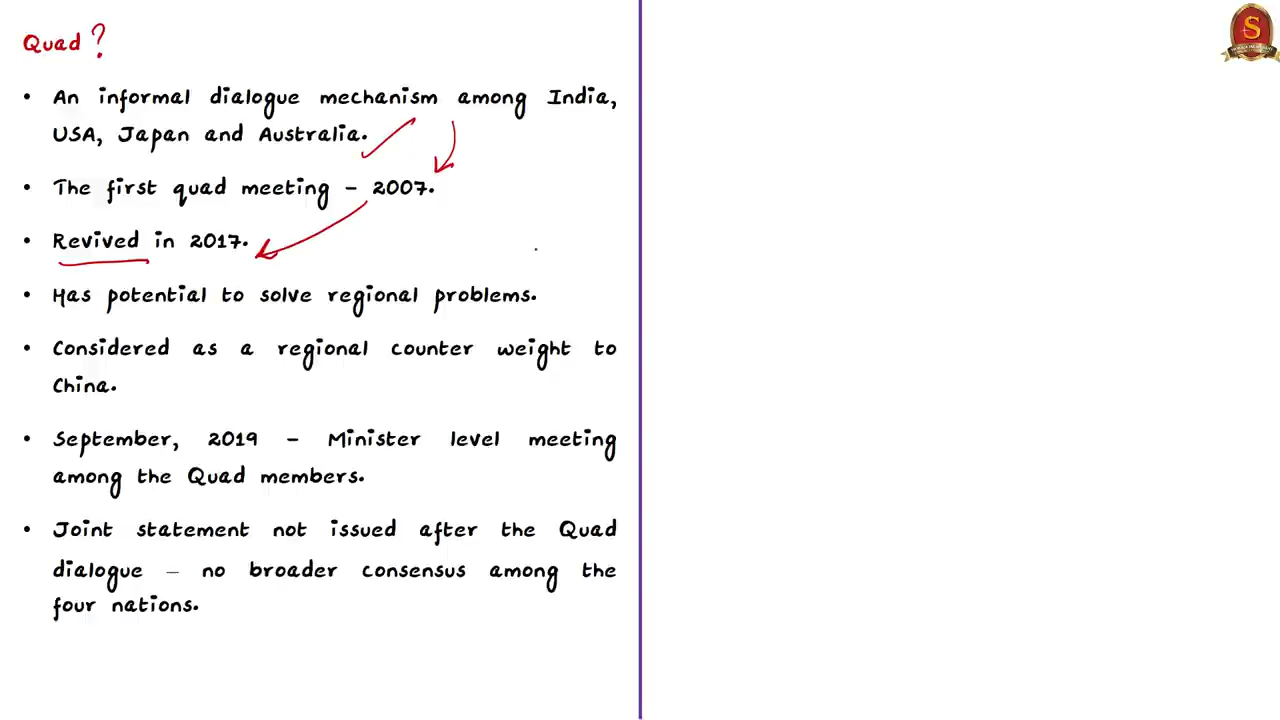 Quad?
• An informal dialogue mechanism among India,
USA, Japan and Australia.
• The first quad meeting – 2007.
• Revived in 2017.
• Has potential to solve regional problems.
• Considered as a regional counter weight to
China.
• September, 2019 – Minister level meeting
among the Quad members.
• Joint statement not issued after the Quad
dialogue – no broader consensus among the
four nations.
S